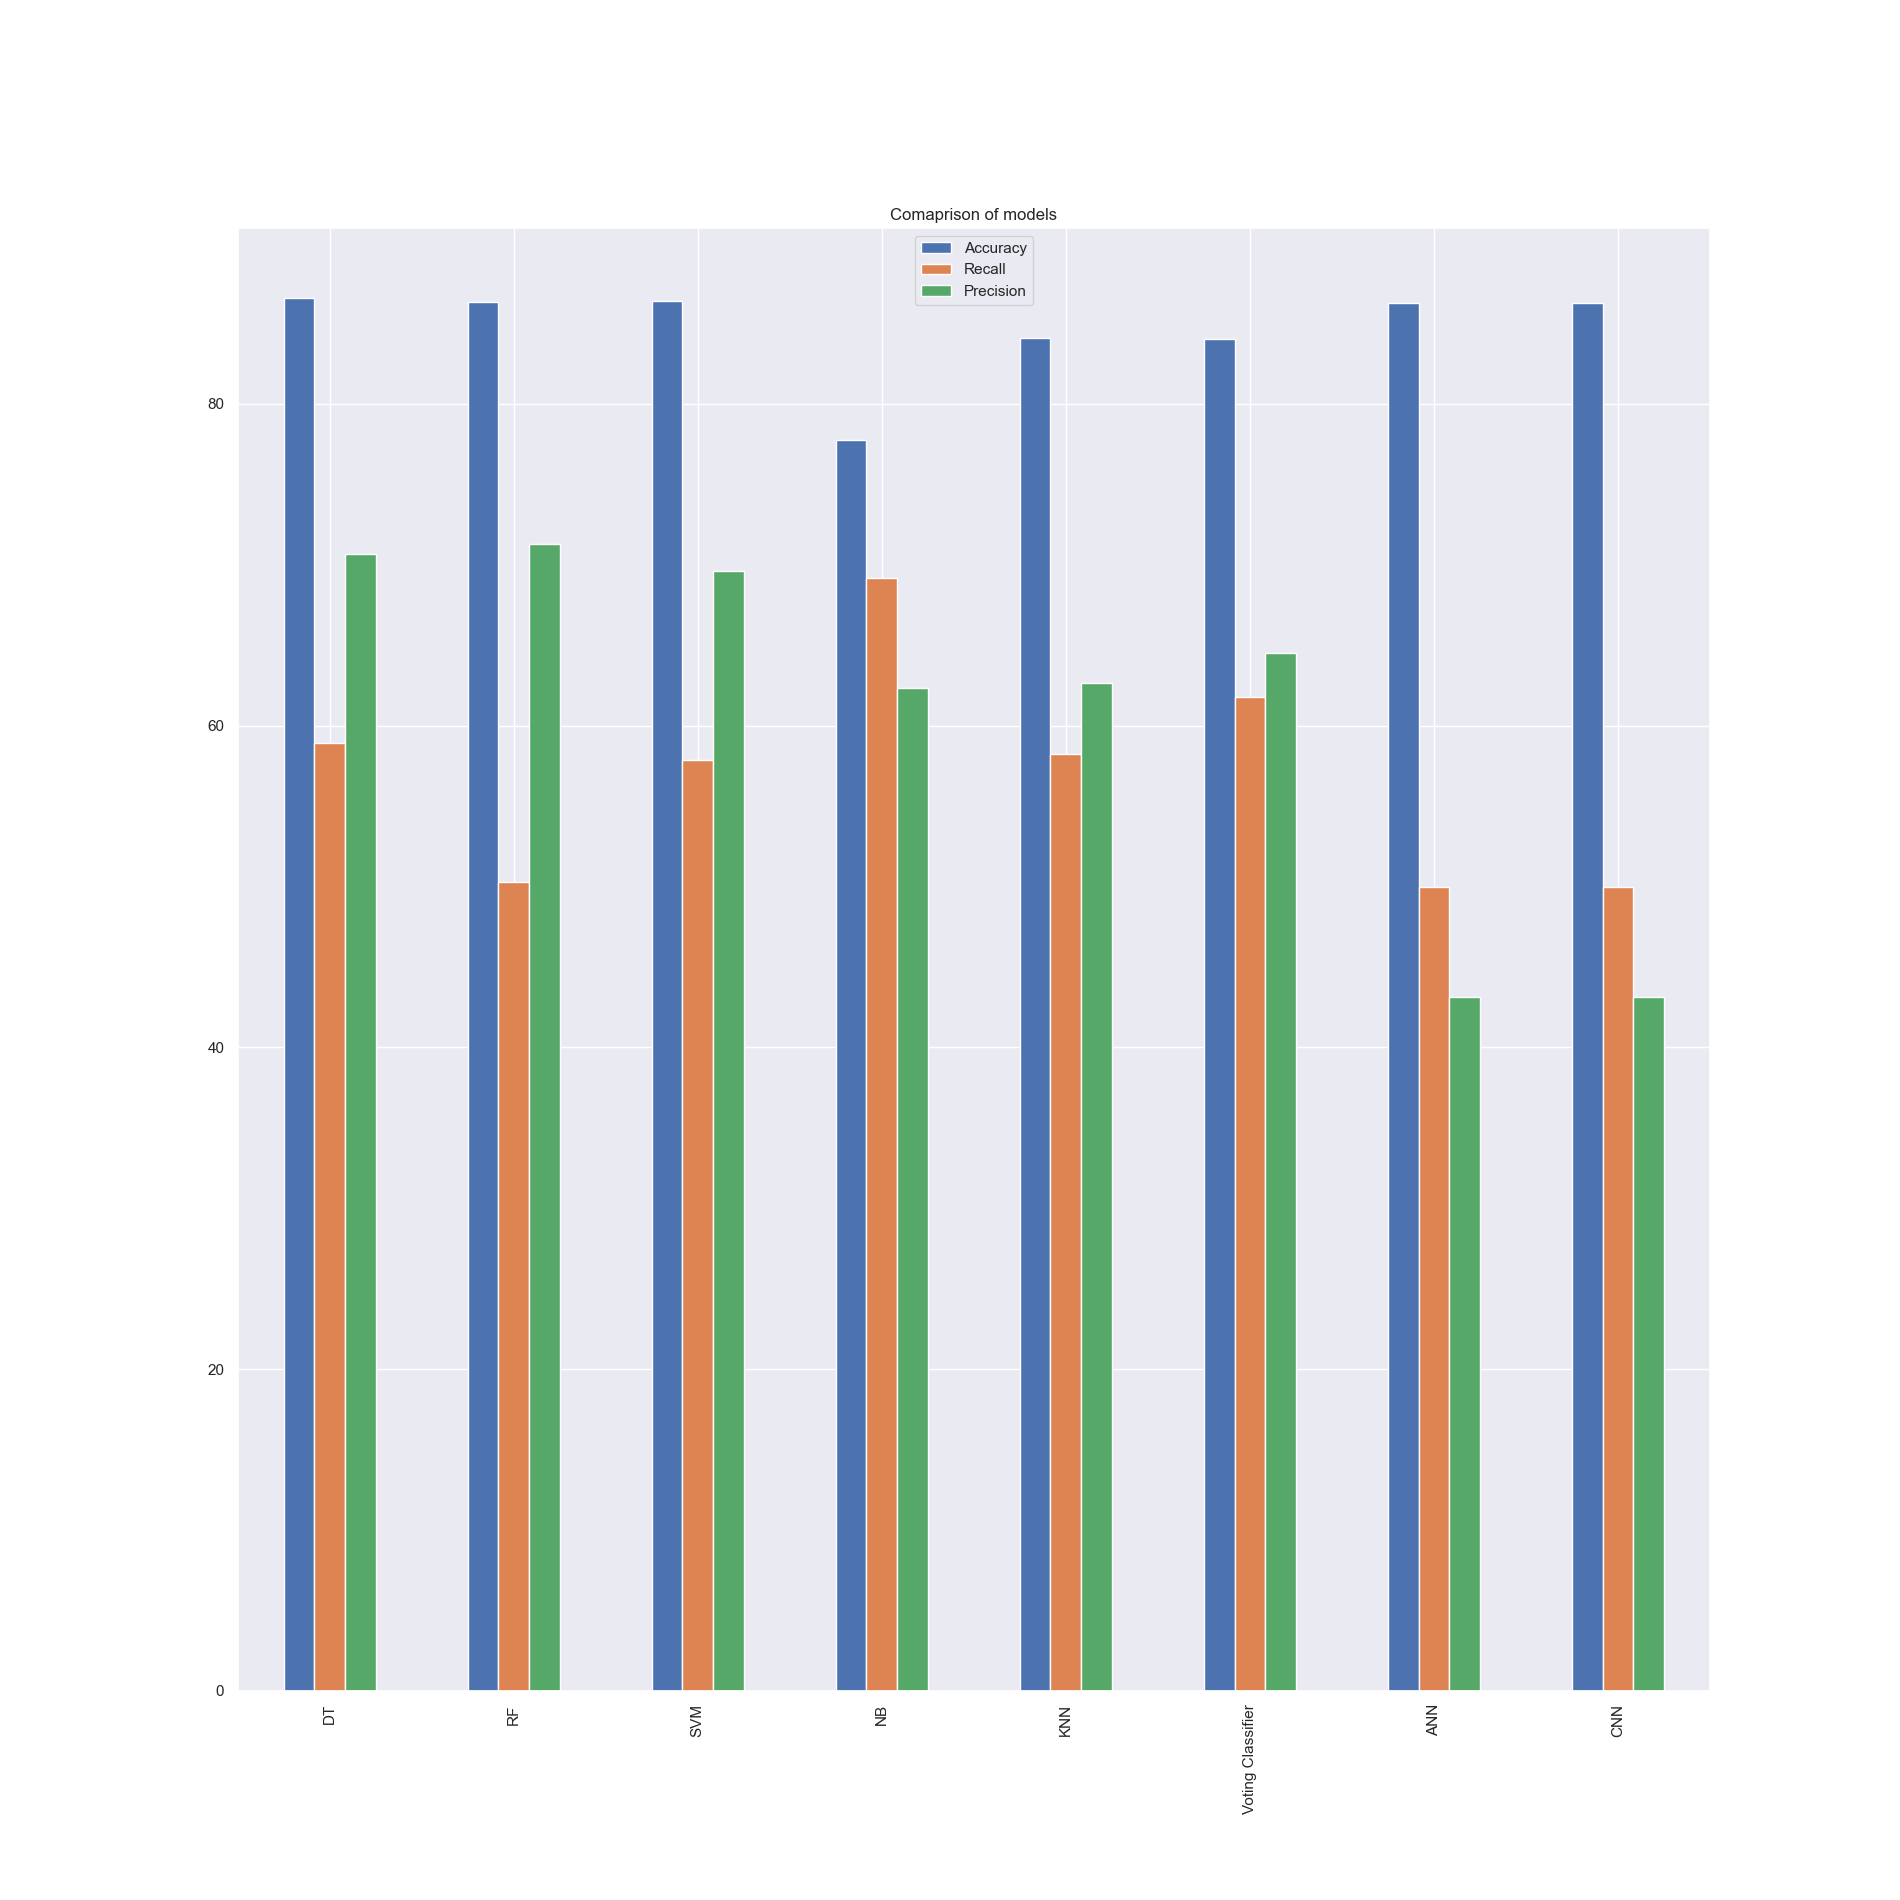 Comaprison of models
Accuracy
Recall
Precision
80
60
40
20
0
DT
RF
SVM
NB
KNN
Voting Classifier
ANN
CNN